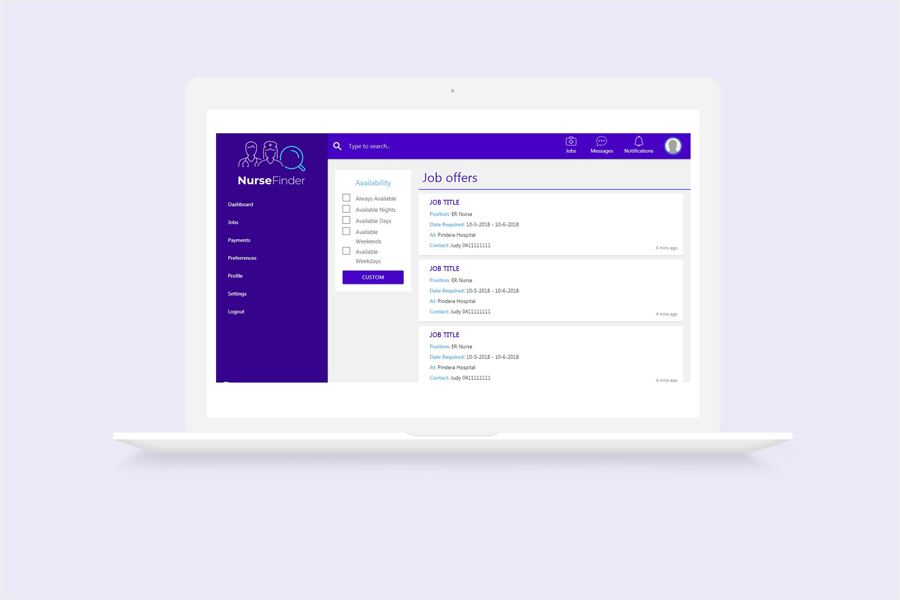 NurseFinder
Dashboard
Jobs
Payments
Preferrences
Profile
Settings
Logout
Type to search..
Jobs
Messages
Notifications
Availability
Always Available
Available Nights
Available Days
Available
Weekends
Available
Weekdays
CUSTOM
Job offers
JOB TITLE
Position: ER Nurse
Date Required: 10-5-2018 - 10-6-2018
At: Pindera Hospital
Contact: Judy 0411111111
4 mins ago
JOB TITLE
Position: ER Nurse
Date Required: 10-5-2018 - 10-6-2018
At: Pindera Hospital
Contact: Judy 0411111111
4 mins ago
JOB TITLE
Position: ER Nurse
Date Required: 10-5-2018 - 10-6-2018
At: Pindera Hospital
Contact: Judy 0411111111
4 mins ago